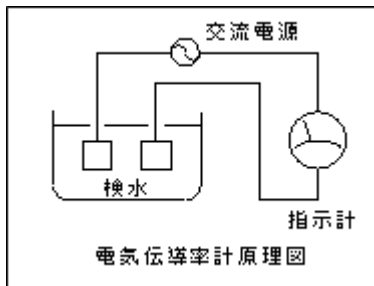 交流電源
検水
指示計
電気伝導率計原理図